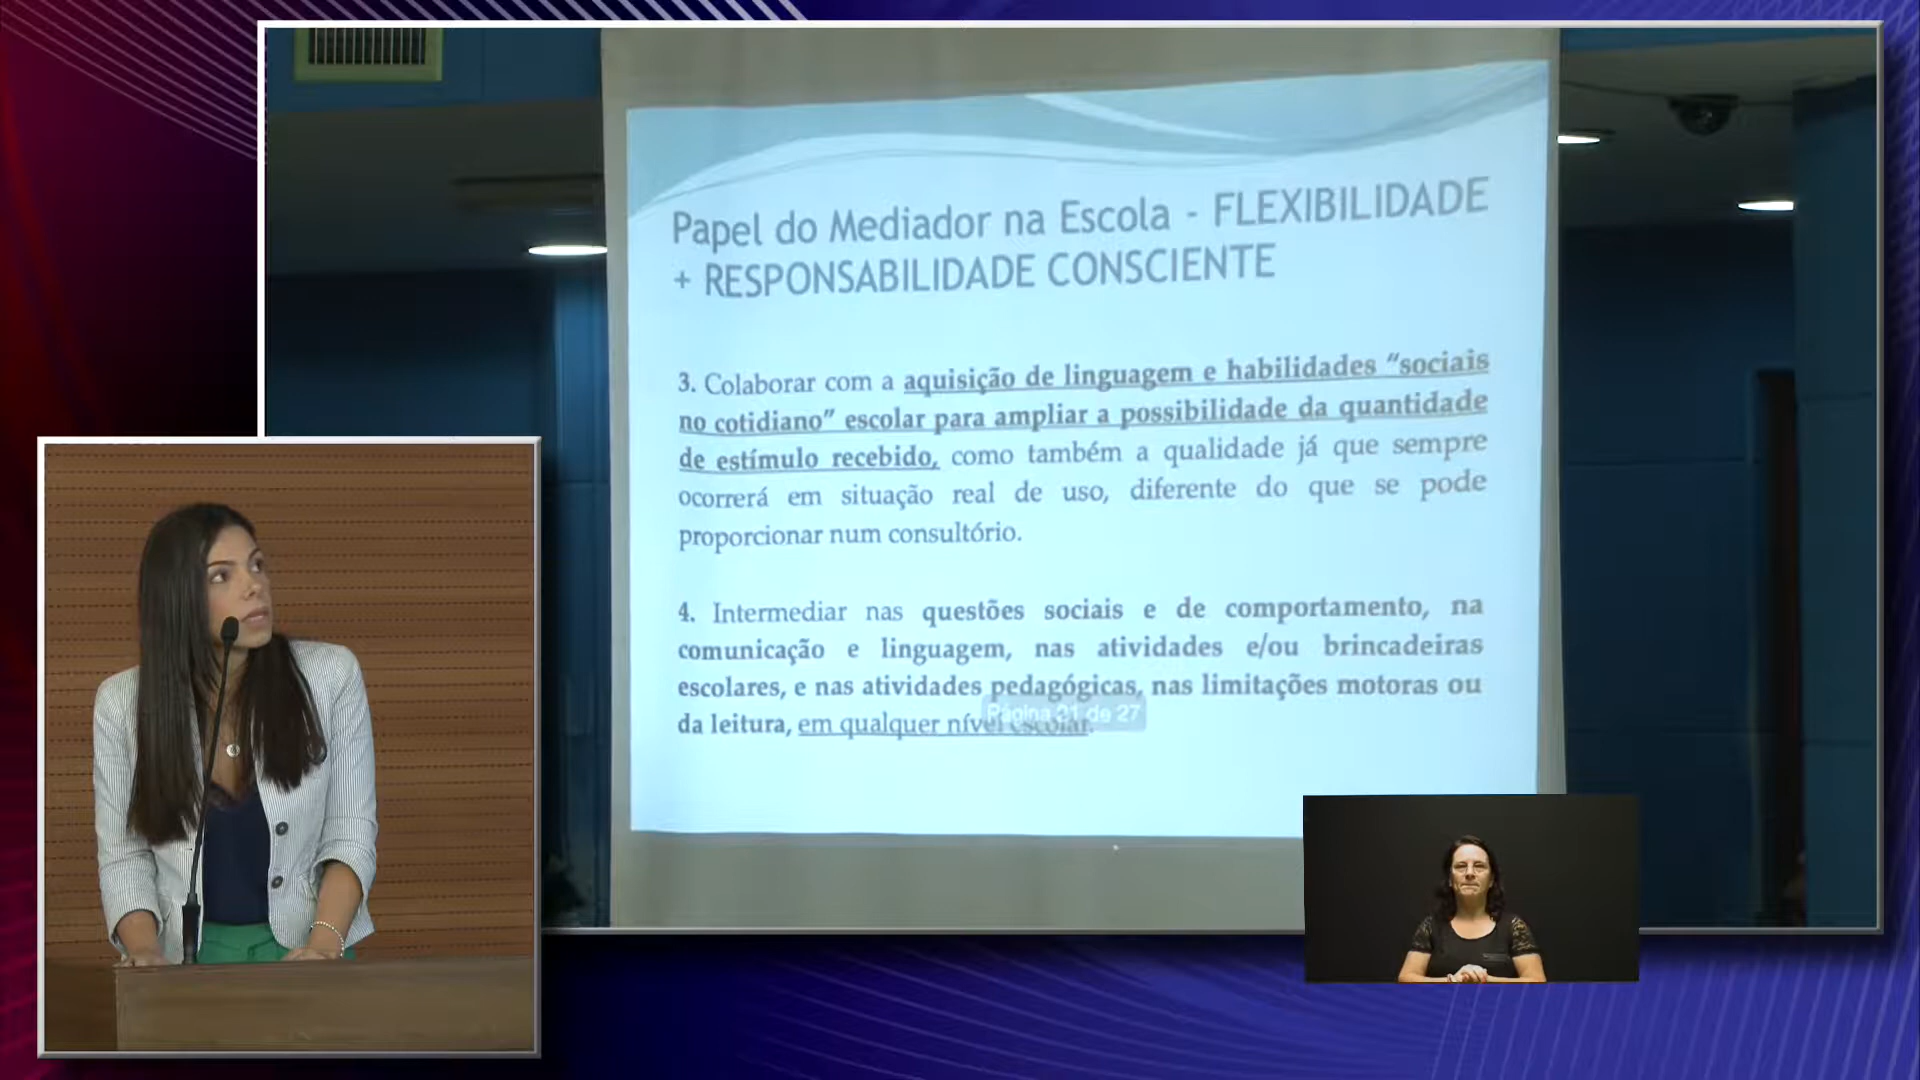 Papel do Mediador na Escola - FLEXIBILIDADE
+ RESPONSABILIDADE CONSCIENTE
3. Colaborar com a aquisição de linguagem e habilidades “sociais
no cotidiano” escolar para ampliar a possibilidade da quantidade
de estímulo recebido, como também a qualidade já que sempre
ocorrerá em situação real de uso, diferente do que se pode
proporcionar num consultório.
4. Intermediar nas questões sociais e de comportamento, na
comunicação e linguagem, nas atividades e/ou brincadeiras
escolares, e nas atividades pedagógicas, nas limitações motoras ou
da leitura, em qualquer nível escolar.
Página 21 de 27